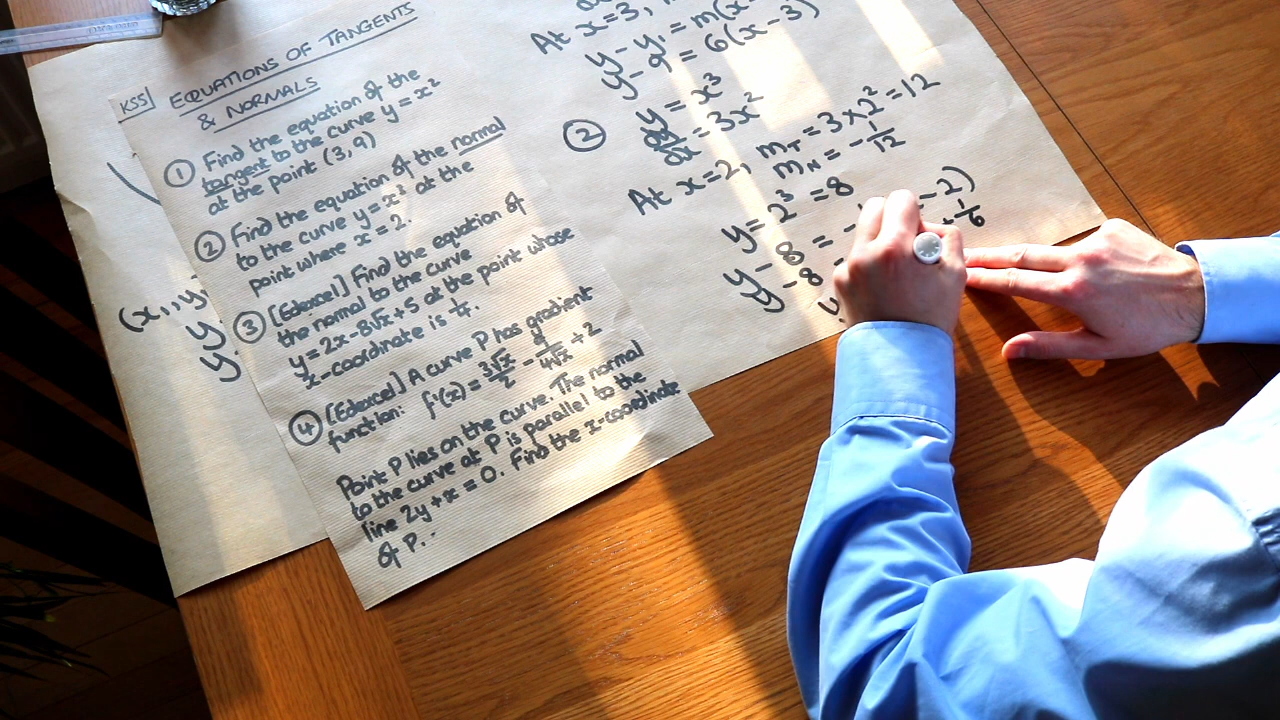 KS5
EQUATIONS OF TANGENTS
& NORMALS
① Find the equation of the
tangent to the curve y = x²
at the point (3, 9)
② Find the equation of the normal
to the curve y = x³ at the
point where x = 2.
③ [Edexcel] Find the equation of
the normal to the curve
y = 2x - 8√x + 5 at the point whose
x-coordinate is 1/4.
④ [Edexcel] A curve P has gradient
function: f'(x) = 3√x/2 - 9/4√x + 2
Point P lies on the curve. The normal
to the curve at P is parallel to the
line 2y + x = 0. Find the x-coordinate
of P.
(x₁, y
y
y
At x = 3,
y - y₁ = m(x
y - 9 = 6(x - 3)
② y = x³
dy/dx = 3x²
At x = 2, m_T = 3 × 2² = 12
m_N = -1/12
y = 2³ = 8
y - 8 = - - 2)
y - 8 = + 1/6